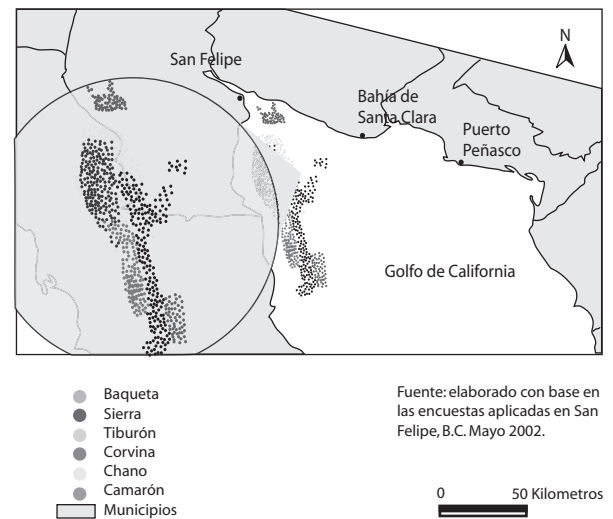 N
San Felipe
Bahía de
Santa Clara
Puerto
Peñasco
Golfo de California
Baqueta
Sierra
Tiburón
Corvina
Chano
Camarón
Municipios
Fuente: elaborado con base en
las encuestas aplicadas en San
Felipe, B.C. Mayo 2002.
0 50 Kilometros